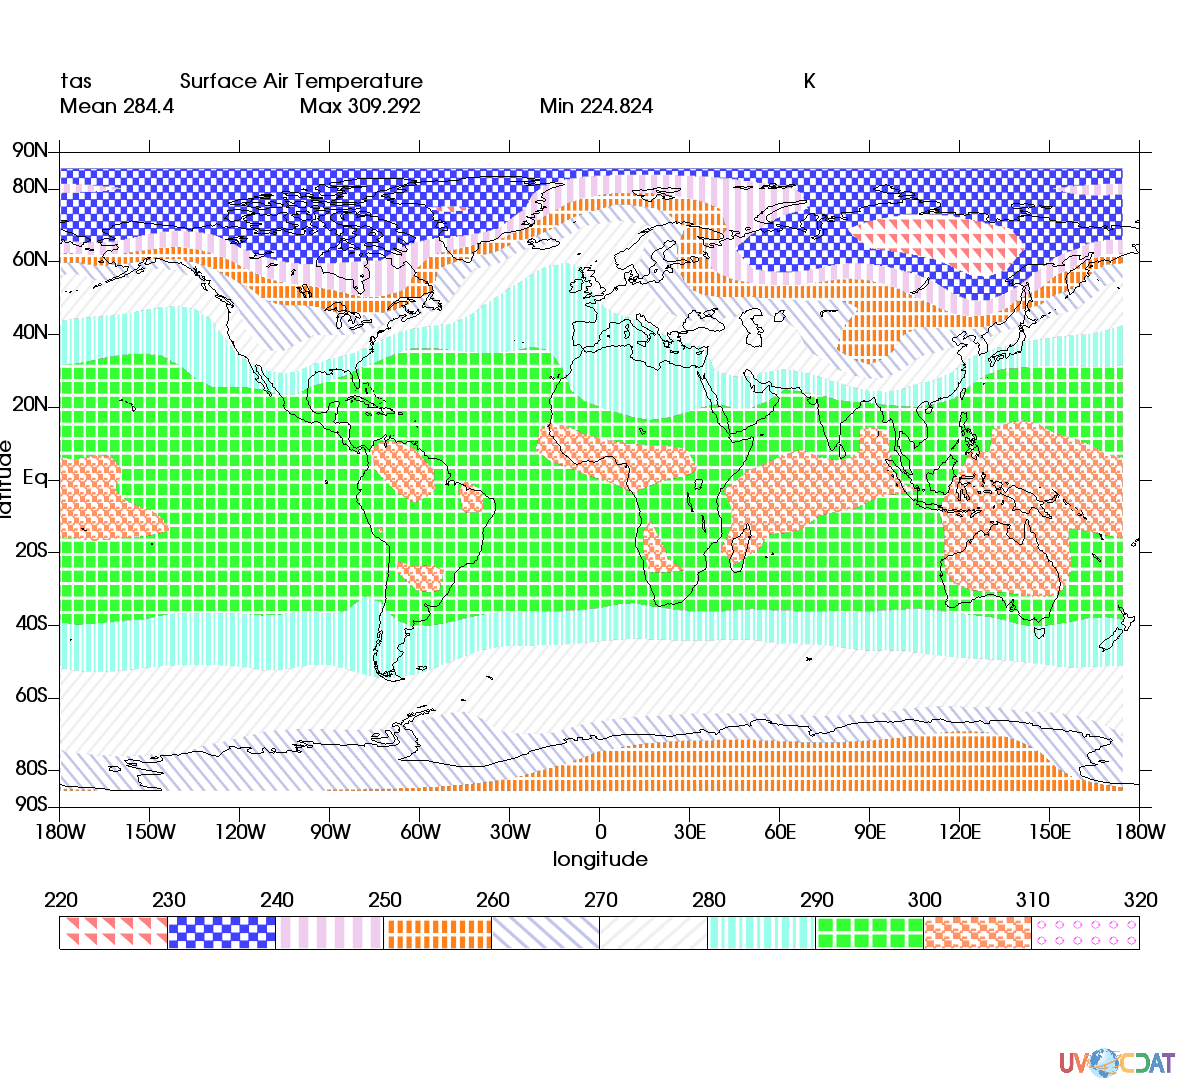 tas Surface Air Temperature K
Mean 284.4 Max 309.292 Min 224.824
90N
80N
60N
40N
20N
Eq
20S
40S
60S
80S
90S
latitude
180W 150W 120W 90W 60W 30W 0 30E 60E 90E 120E 150E 180W
longitude
220 230 240 250 260 270 280 290 300 310 320
UVCDAT